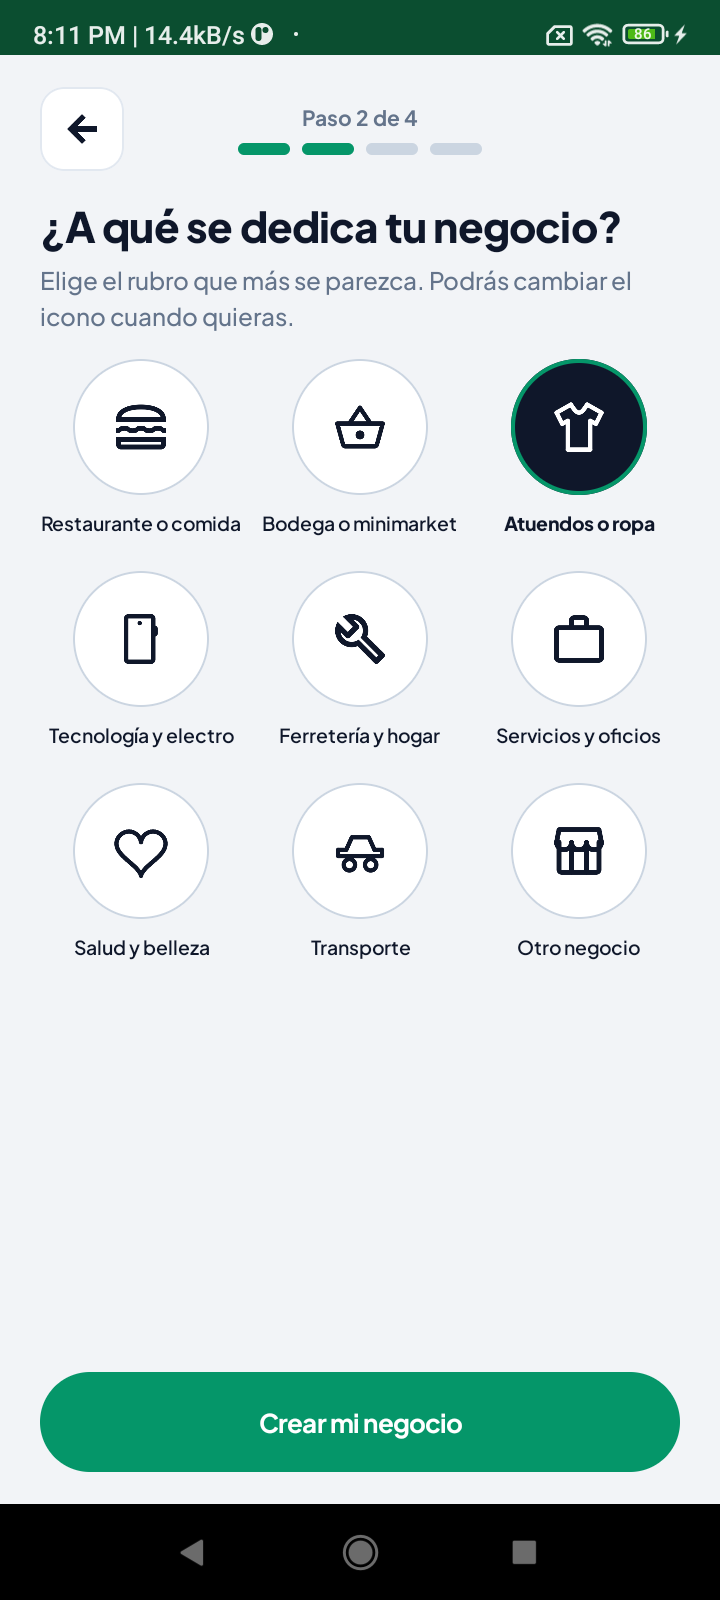 8:11 PM | 14.4kB/s
86
Paso 2 de 4
¿A qué se dedica tu negocio?
Elige el rubro que más se parezca. Podrás cambiar el
icono cuando quieras.
Restaurante o comida
Bodega o minimarket
Atuendos o ropa
Tecnología y electro
Ferretería y hogar
Servicios y oficios
Salud y belleza
Transporte
Otro negocio
Crear mi negocio